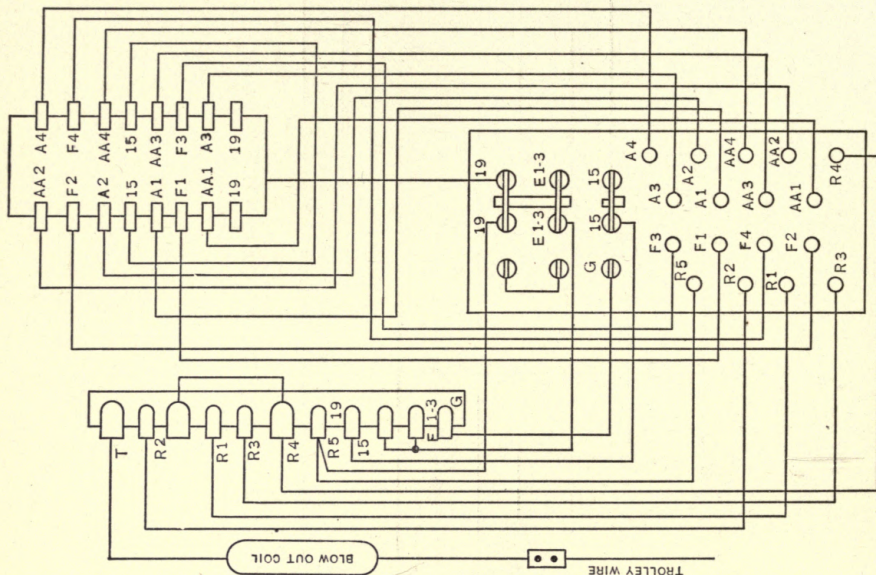 A4
F4
AA4
15
AA3
F3
A3
19
AA2
F2
A2
15
A1
F1
AA1
19
19
E1-3
15
19
E1-3
15
G
A4
A2
AA4
AA2
R4
A3
A1
AA3
AA1
F3
F1
F4
F2
R5
R2
R1
R3
T
R2
R1
R3
R4
R5
19
15
E1-3
G
BLOW OUT COIL
TROLLEY WIRE